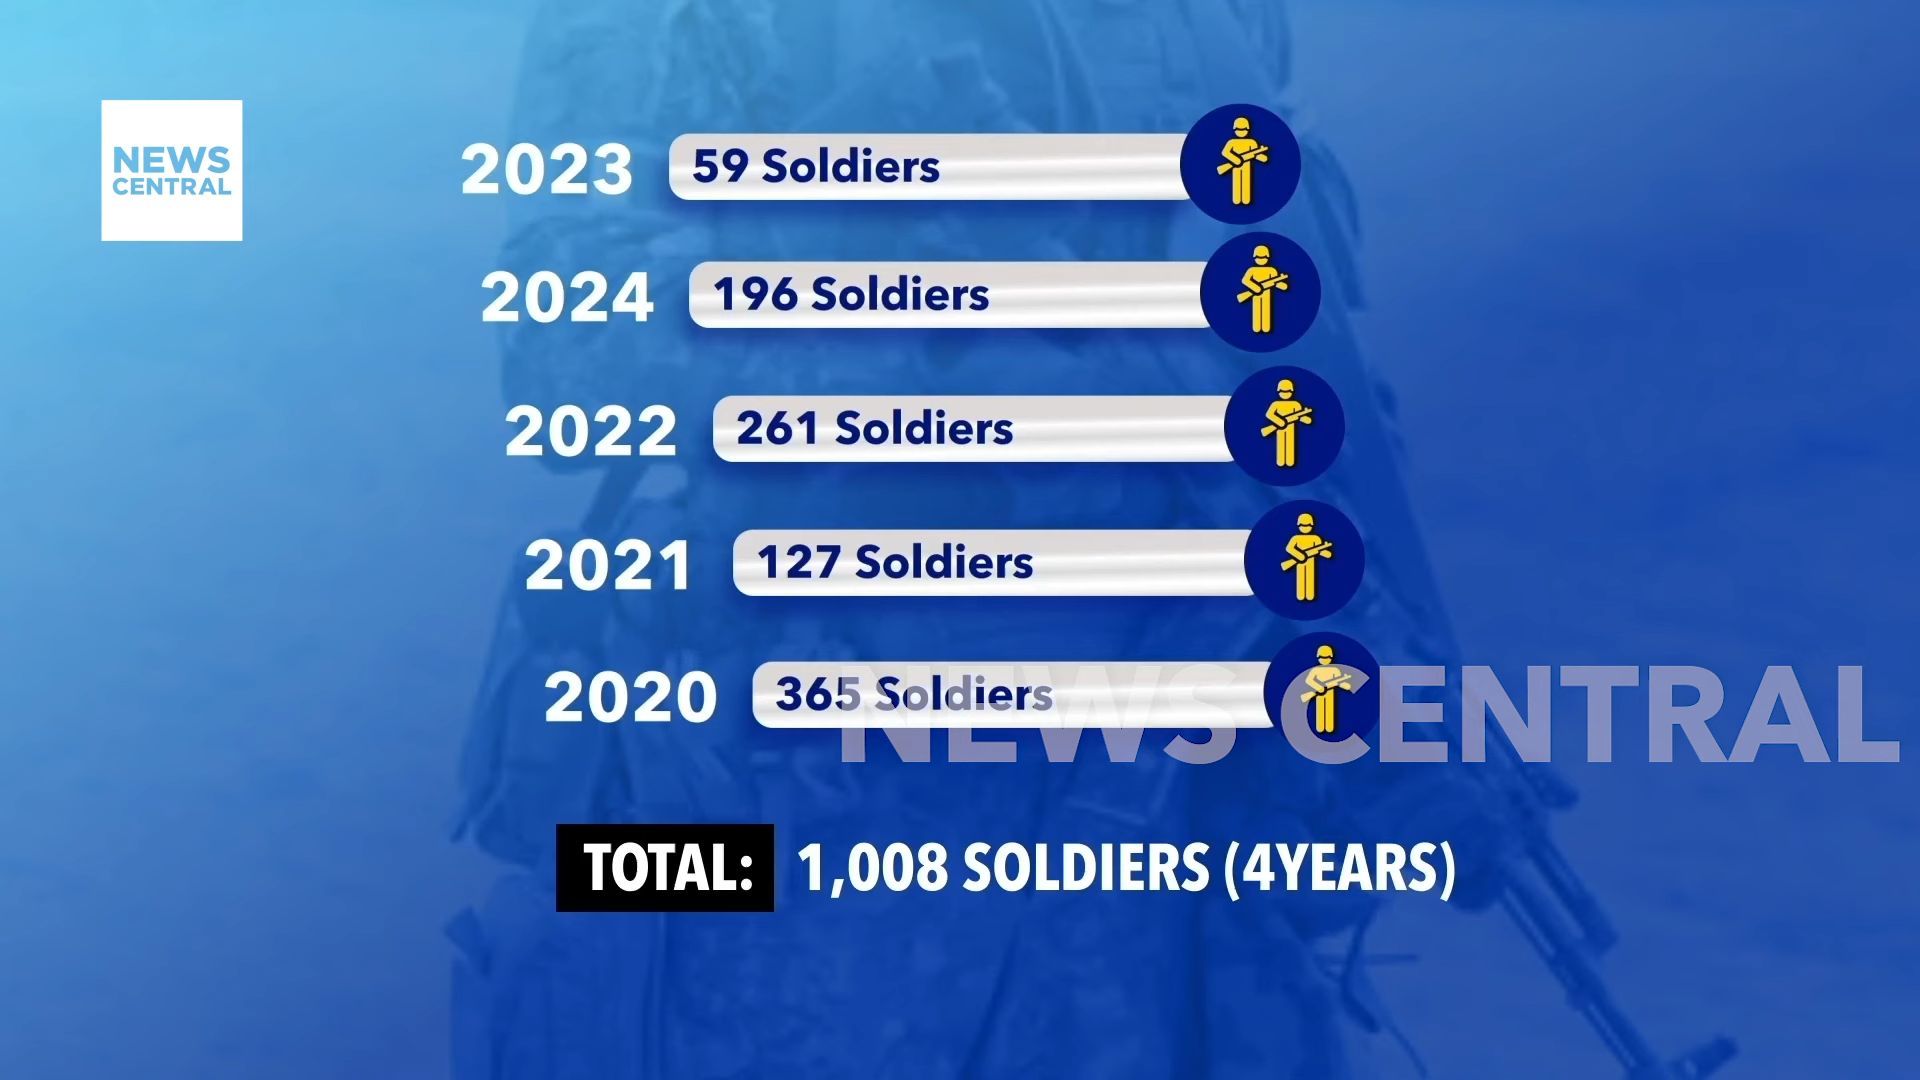 NEWS
CENTRAL
2023 59 Soldiers
2024 196 Soldiers
2022 261 Soldiers
2021 127 Soldiers
2020 365 Soldiers
NEWS CENTRAL
TOTAL: 1,008 SOLDIERS (4YEARS)